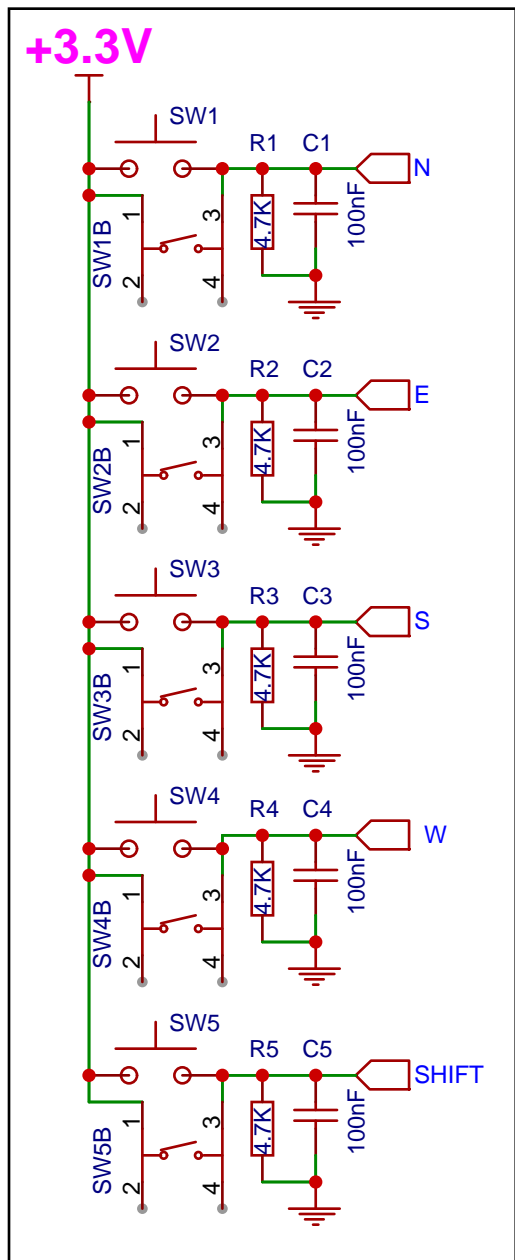 +3.3V
SW1
R1 C1
N
1
3
4.7K
100nF
SW1B
2
4
SW2
R2 C2
E
1
3
4.7K
100nF
SW2B
2
4
SW3
R3 C3
S
1
3
4.7K
100nF
SW3B
2
4
SW4
R4 C4
W
1
3
4.7K
100nF
SW4B
2
4
SW5
R5 C5
SHIFT
1
3
4.7K
100nF
SW5B
2
4